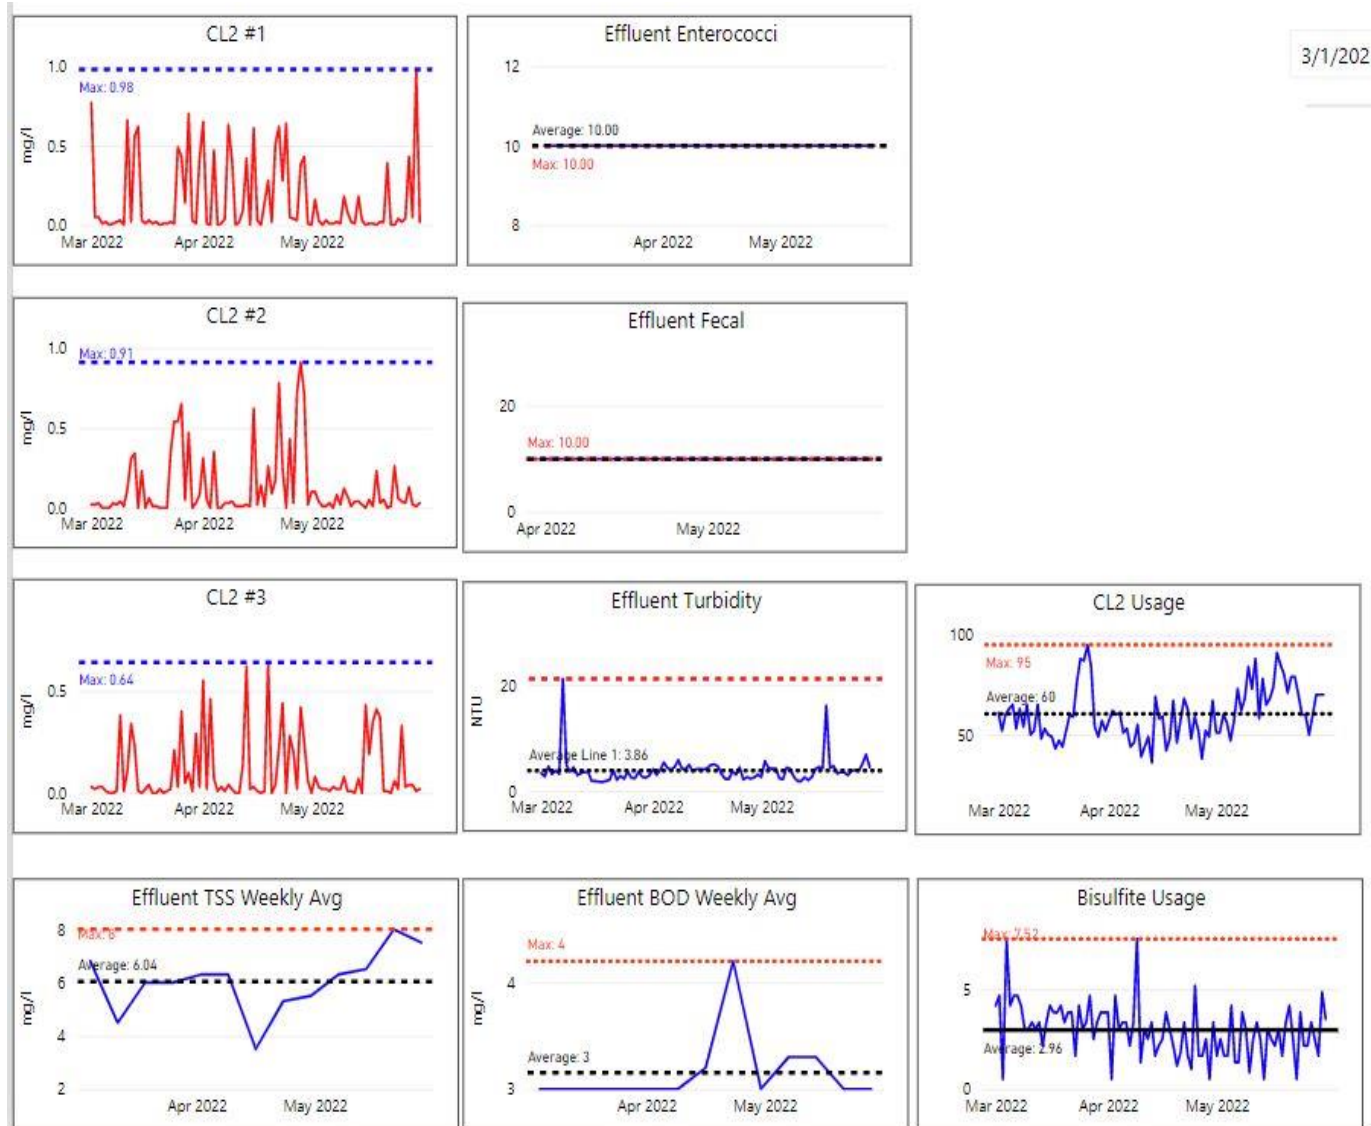 CL2 #1
1.0
Max: 0.98
mg/l
0.5
0.0
Mar 2022 Apr 2022 May 2022
Effluent Enterococci
12
Average: 10.00
10
Max: 10.00
8
Apr 2022 May 2022
3/1/202
CL2 #2
1.0
Max: 0.91
mg/l
0.5
0.0
Mar 2022 Apr 2022 May 2022
Effluent Fecal
20
Max: 10.00
0
Apr 2022 May 2022
CL2 #3
Max: 0.64
mg/l
0.5
0.0
Mar 2022 Apr 2022 May 2022
Effluent Turbidity
20
NTU
Average Line 1: 3.86
0
Mar 2022 Apr 2022 May 2022
CL2 Usage
100
Max: 95
Average: 60
50
Mar 2022 Apr 2022 May 2022
Effluent TSS Weekly Avg
8
Max: 8
Average: 6.04
6
mg/l
4
2
Apr 2022 May 2022
Effluent BOD Weekly Avg
Max: 4
4
mg/l
Average: 3
3
Apr 2022 May 2022
Bisulfite Usage
Max: 7.52
5
Average: 2.96
0
Mar 2022 Apr 2022 May 2022